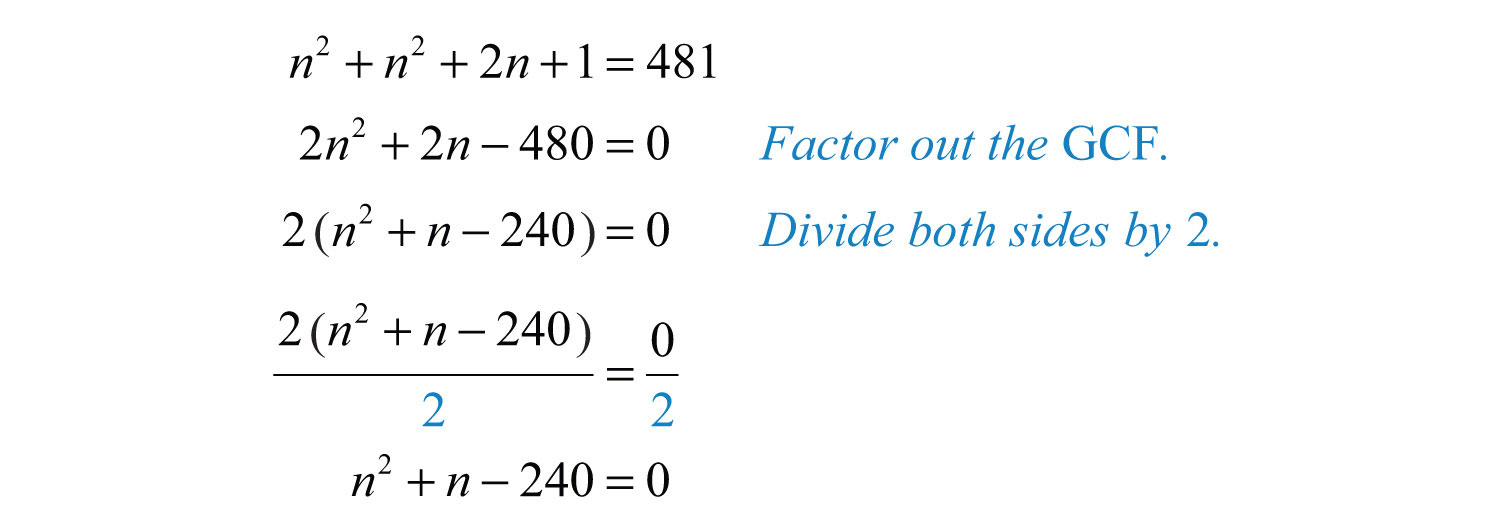 n² + n² + 2n + 1 = 481
2n² + 2n − 480 = 0 Factor out the GCF.
2(n² + n − 240) = 0 Divide both sides by 2.
2(n² + n − 240) / 2 = 0 / 2
n² + n − 240 = 0